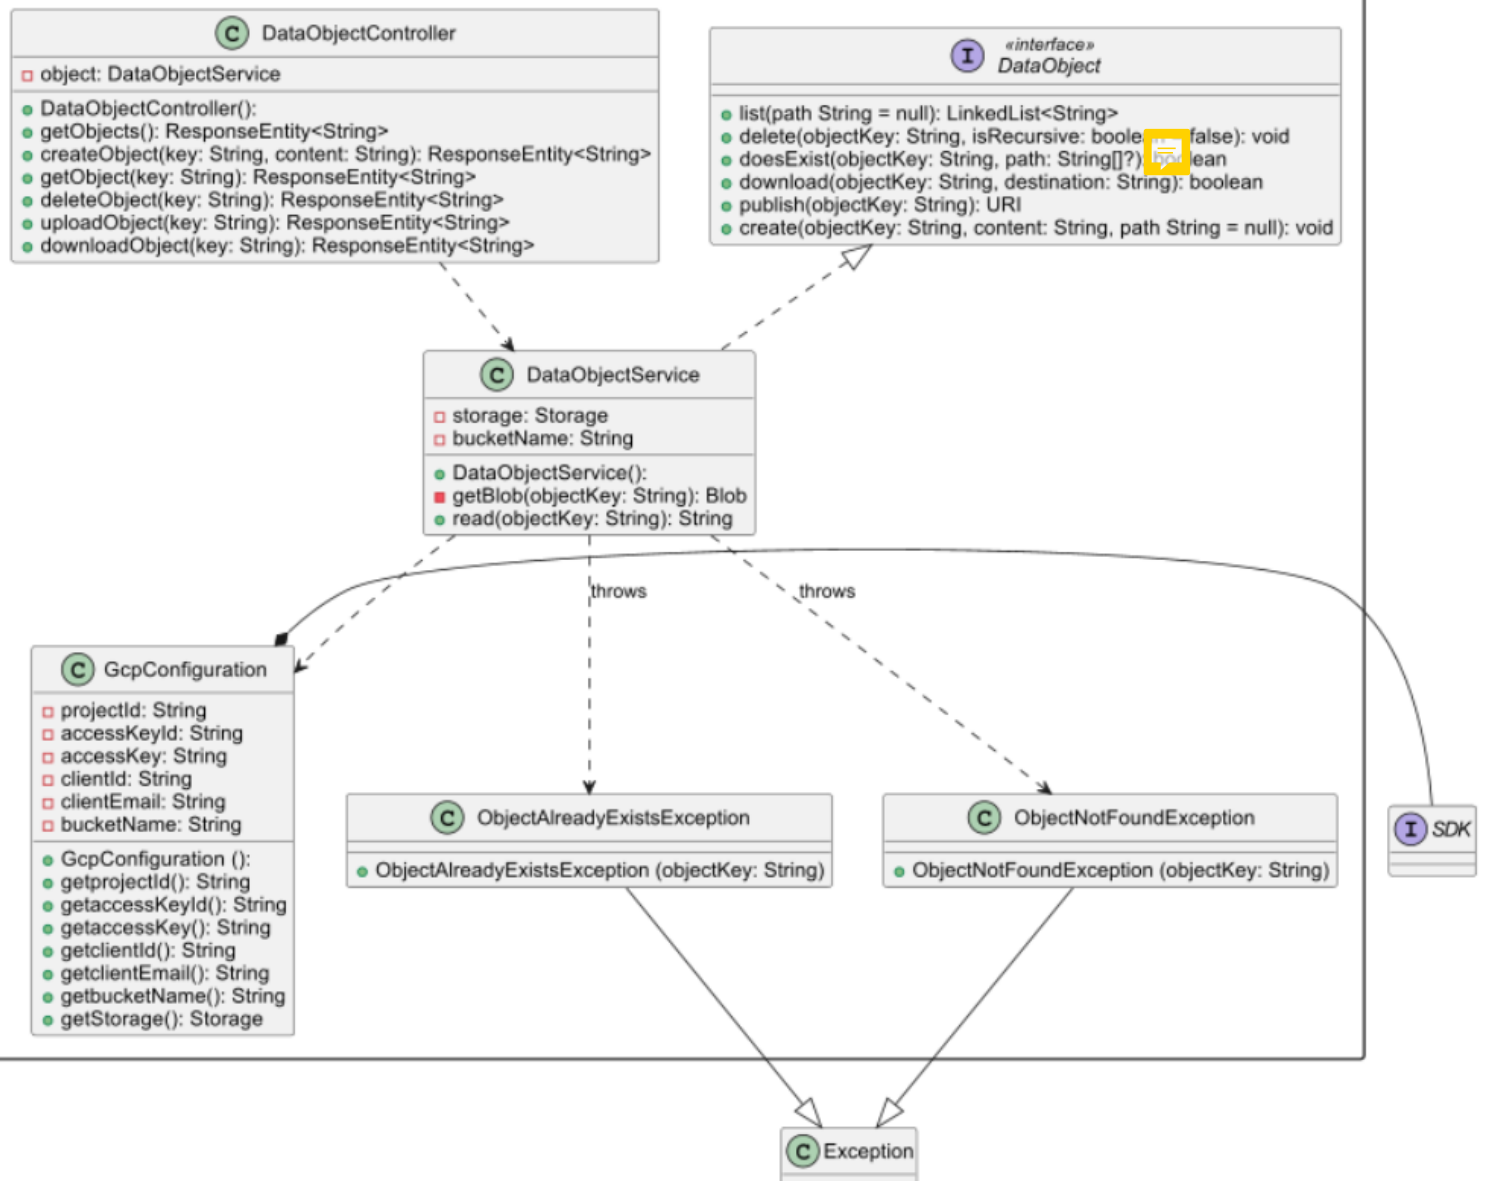 DataObjectController
object: DataObjectService
DataObjectController():
getObjects(): ResponseEntity<String>
createObject(key: String, content: String): ResponseEntity<String>
getObject(key: String): ResponseEntity<String>
deleteObject(key: String): ResponseEntity<String>
uploadObject(key: String): ResponseEntity<String>
downloadObject(key: String): ResponseEntity<String>
«interface»
DataObject
list(path String = null): LinkedList<String>
delete(objectKey: String, isRecursive: false): void
doesExist(objectKey: String, path: String[]?):
download(objectKey: String, destination: String): boolean
publish(objectKey: String): URI
create(objectKey: String, content: String, path String = null): void
DataObjectService
storage: Storage
bucketName: String
DataObjectService():
getBlob(objectKey: String): Blob
read(objectKey: String): String
throws
throws
GcpConfiguration
projectId: String
accessKeyId: String
accessKey: String
clientId: String
clientEmail: String
bucketName: String
GcpConfiguration ():
getprojectId(): String
getaccessKeyId(): String
getaccessKey(): String
getclientId(): String
getclientEmail(): String
getbucketName(): String
getStorage(): Storage
ObjectAlreadyExistsException
ObjectAlreadyExistsException (objectKey: String)
ObjectNotFoundException
ObjectNotFoundException (objectKey: String)
SDK
Exception